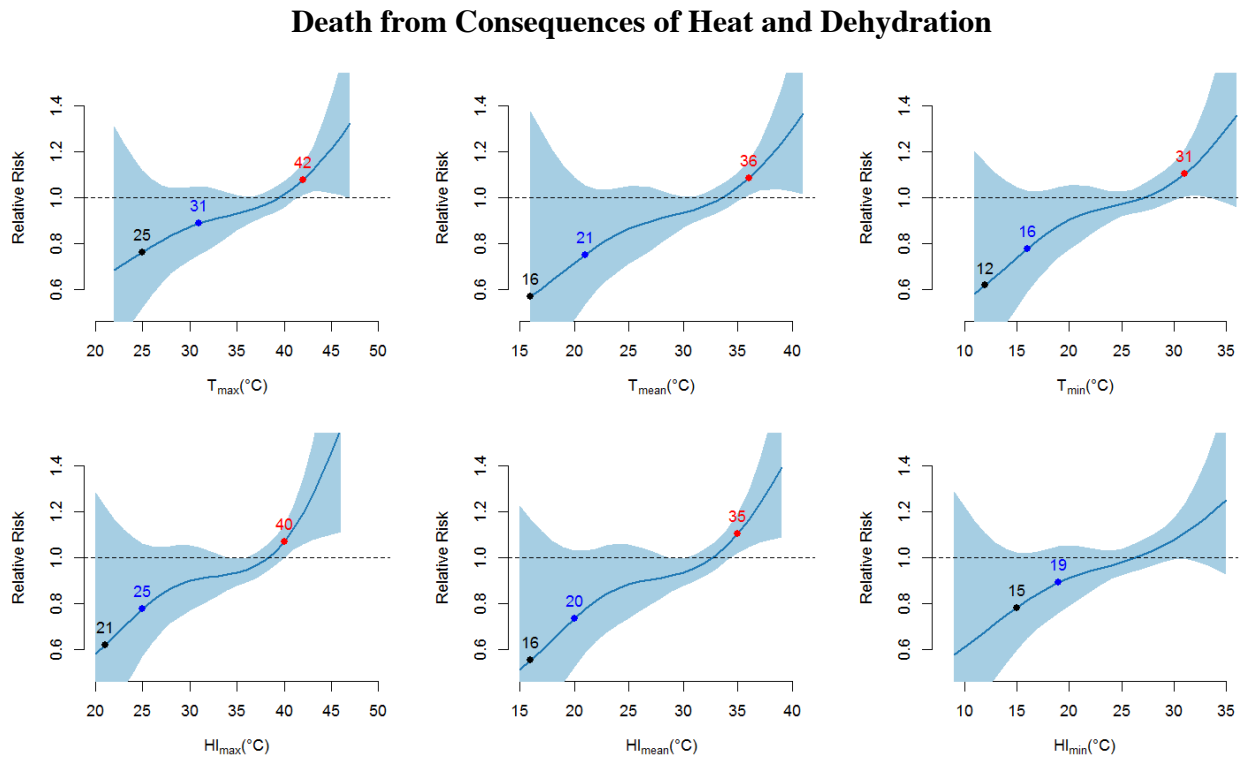 Death from Consequences of Heat and Dehydration
Relative Risk
0.6 0.8 1.0 1.2 1.4
25
31
42
20 25 30 35 40 45 50
Tmax(°C)
Relative Risk
0.6 0.8 1.0 1.2 1.4
16
21
36
15 20 25 30 35 40
Tmean(°C)
Relative Risk
0.6 0.8 1.0 1.2 1.4
12
16
31
10 15 20 25 30 35
Tmin(°C)
Relative Risk
0.6 0.8 1.0 1.2 1.4
21
25
40
20 25 30 35 40 45 50
HImax(°C)
Relative Risk
0.6 0.8 1.0 1.2 1.4
16
20
35
15 20 25 30 35 40
HImean(°C)
Relative Risk
0.6 0.8 1.0 1.2 1.4
15
19
10 15 20 25 30 35
HImin(°C)